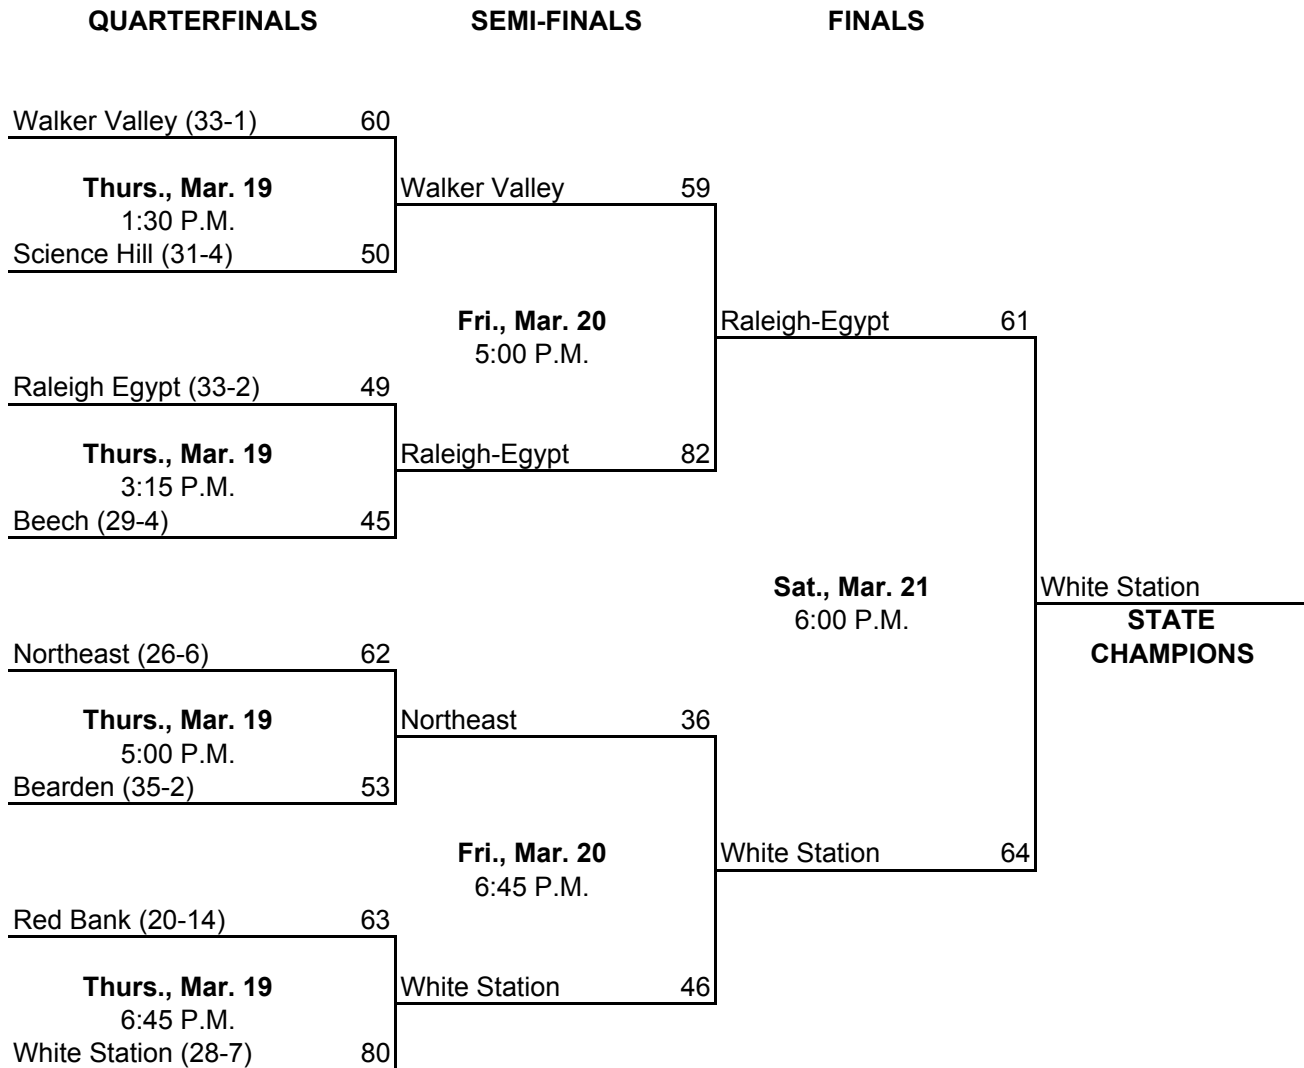 QUARTERFINALS SEMI-FINALS FINALS
Walker Valley (33-1) 60
Thurs., Mar. 19 Walker Valley 59
1:30 P.M.
Science Hill (31-4) 50
Fri., Mar. 20 Raleigh-Egypt 61
5:00 P.M.
Raleigh Egypt (33-2) 49
Thurs., Mar. 19 Raleigh-Egypt 82
3:15 P.M.
Beech (29-4) 45
Sat., Mar. 21 White Station
6:00 P.M. STATE
Northeast (26-6) 62 CHAMPIONS
Thurs., Mar. 19 Northeast 36
5:00 P.M.
Bearden (35-2) 53
Fri., Mar. 20 White Station 64
6:45 P.M.
Red Bank (20-14) 63
Thurs., Mar. 19 White Station 46
6:45 P.M.
White Station (28-7) 80